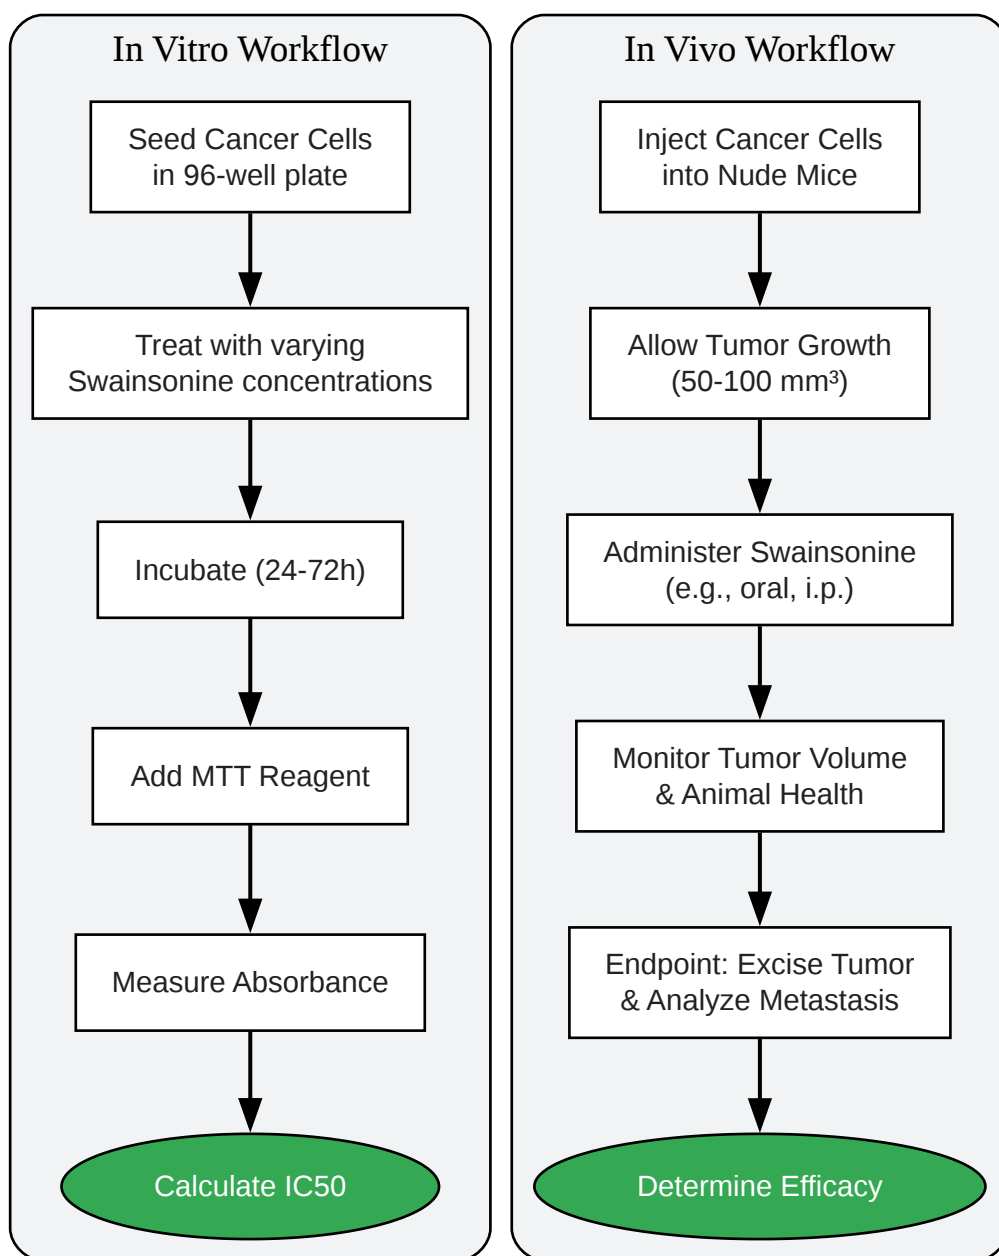 In Vitro Workflow
Seed Cancer Cells
in 96-well plate
Treat with varying
Swainsonine concentrations
Incubate (24-72h)
Add MTT Reagent
Measure Absorbance
Calculate IC50
In Vivo Workflow
Inject Cancer Cells
into Nude Mice
Allow Tumor Growth
(50-100 mm³)
Administer Swainsonine
(e.g., oral, i.p.)
Monitor Tumor Volume
& Animal Health
Endpoint: Excise Tumor
& Analyze Metastasis
Determine Efficacy